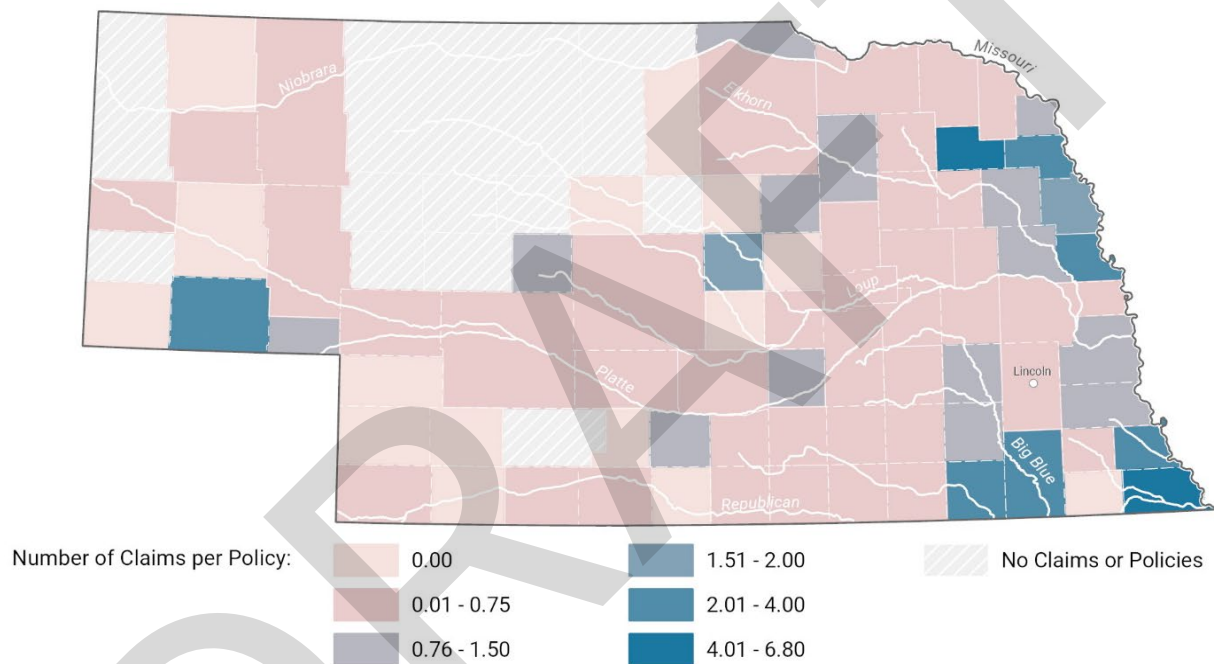 Missouri
Niobrara
Elkhorn
Loup
Lincoln
Platte
Big Blue
Republican
DRAFT
Number of Claims per Policy:
0.00
0.01 - 0.75
0.76 - 1.50
1.51 - 2.00
2.01 - 4.00
4.01 - 6.80
No Claims or Policies